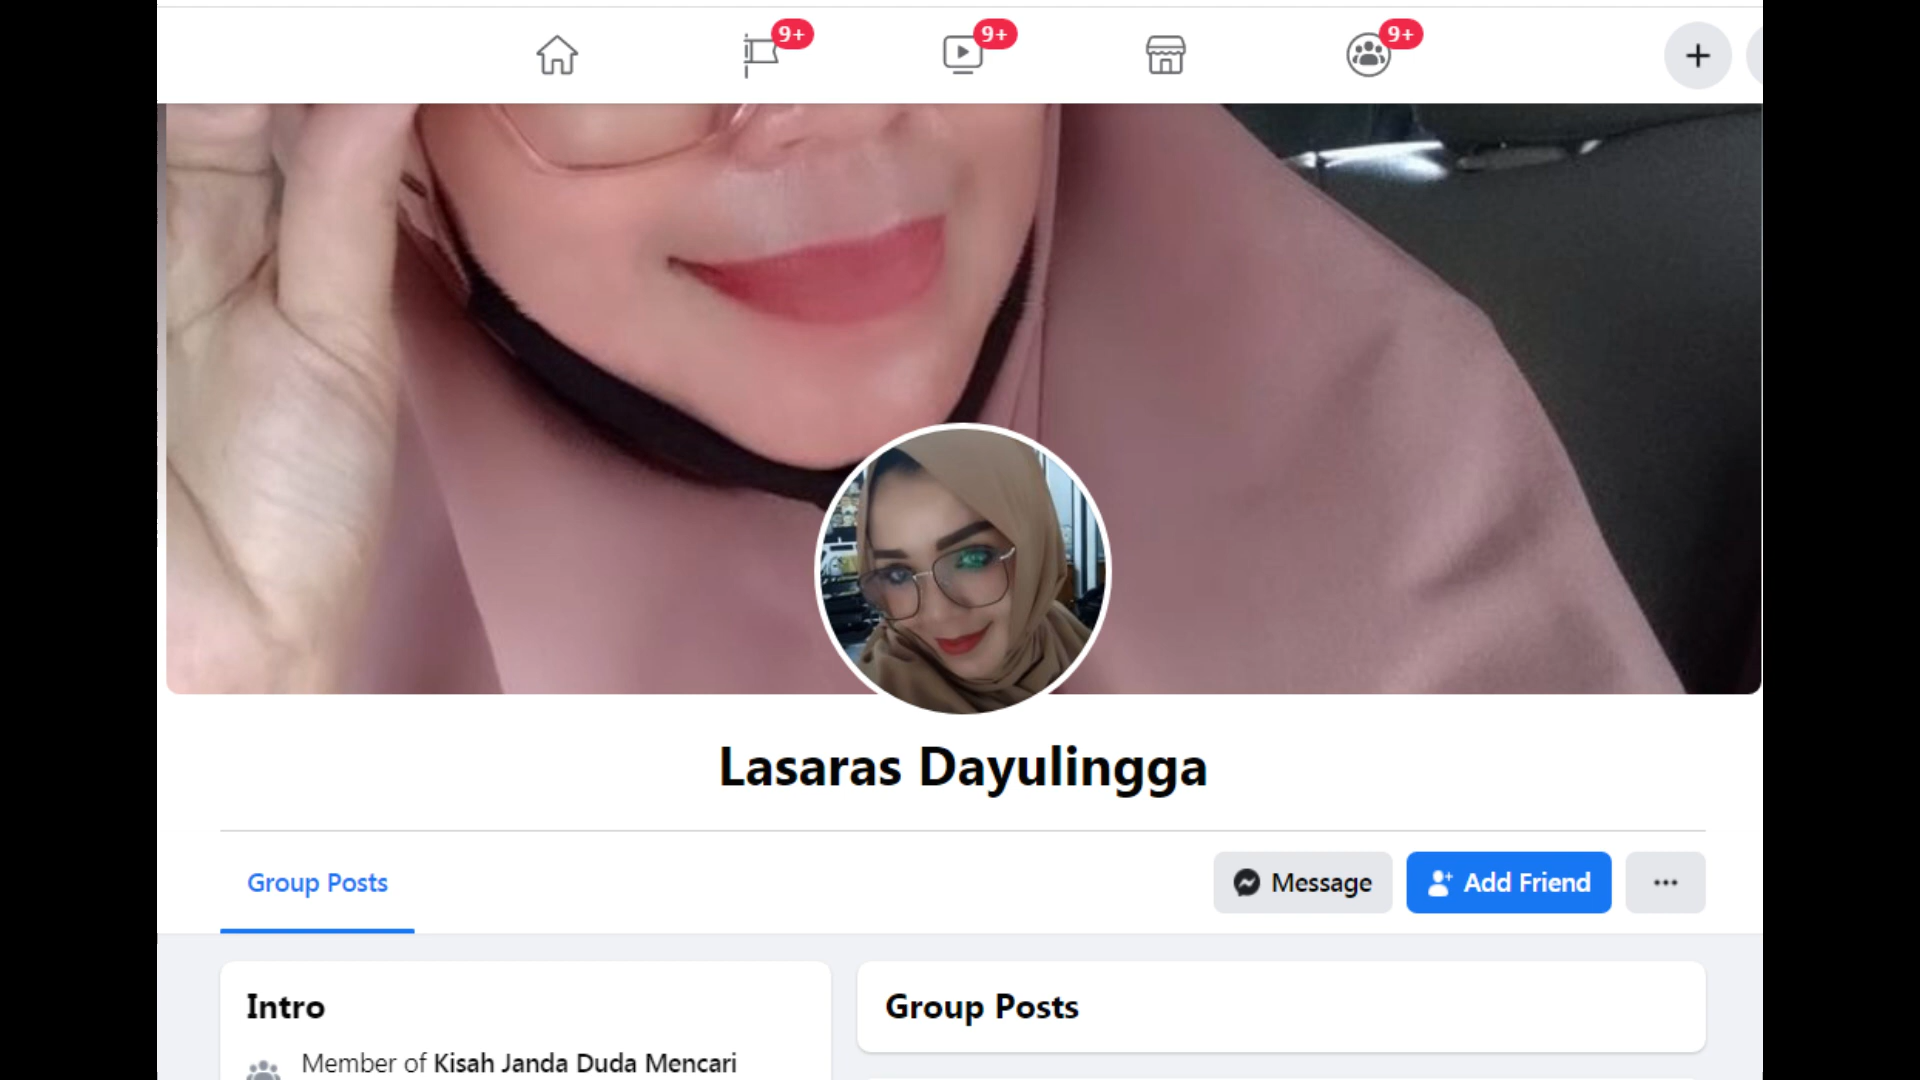 9+
9+
9+
Lasaras Dayulingga
Group Posts
Message
Add Friend
Intro
Group Posts
Member of Kisah Janda Duda Mencari